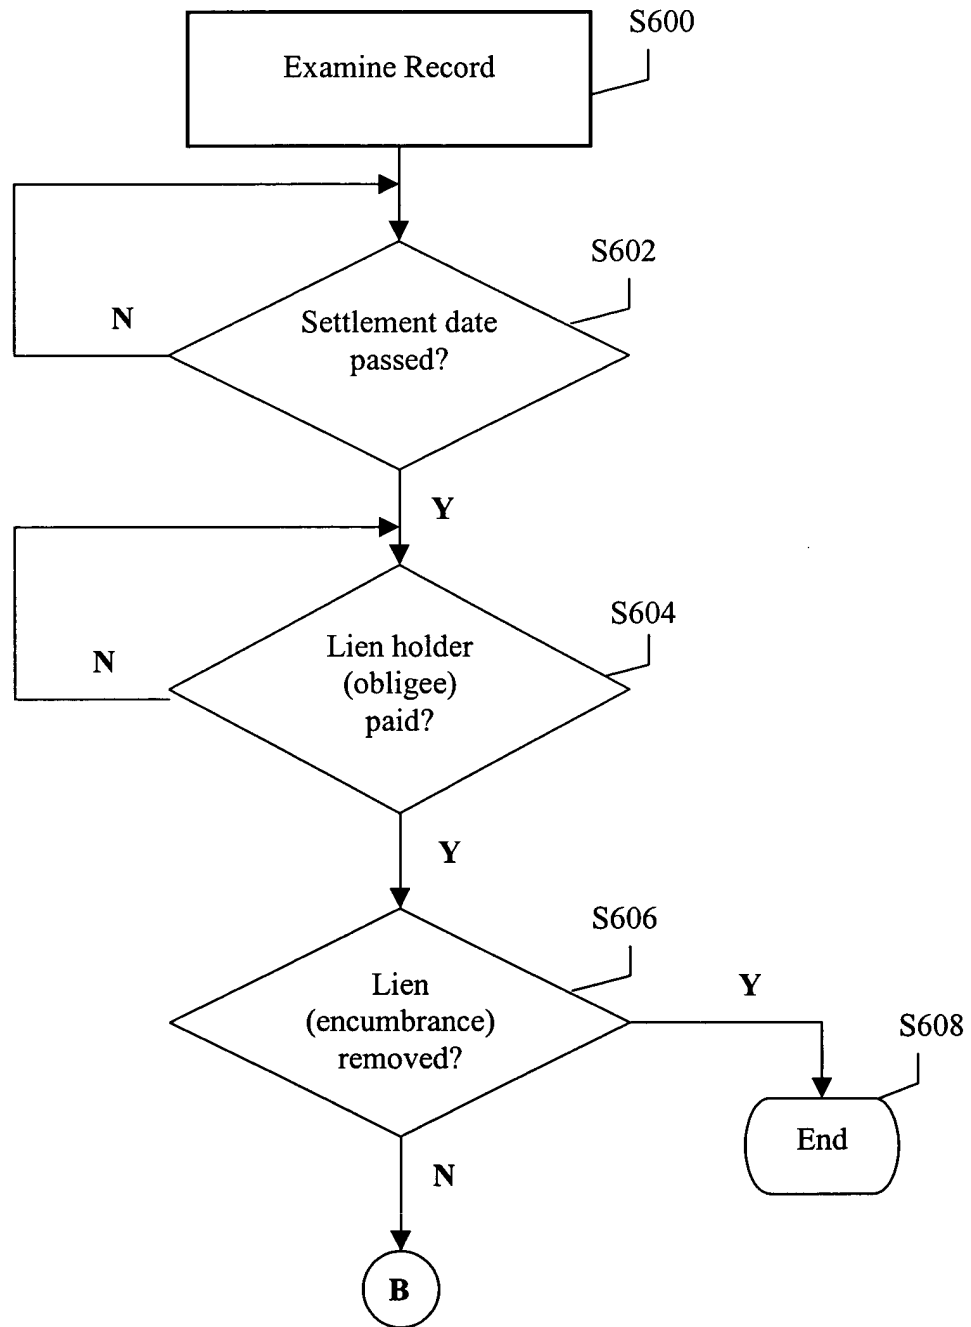 S600
Examine Record
S602
N
Settlement date
passed?
Y
S604
N
Lien holder
(obligee)
paid?
Y
S606
Y
Lien
(encumbrance)
removed?
S608
End
N
B